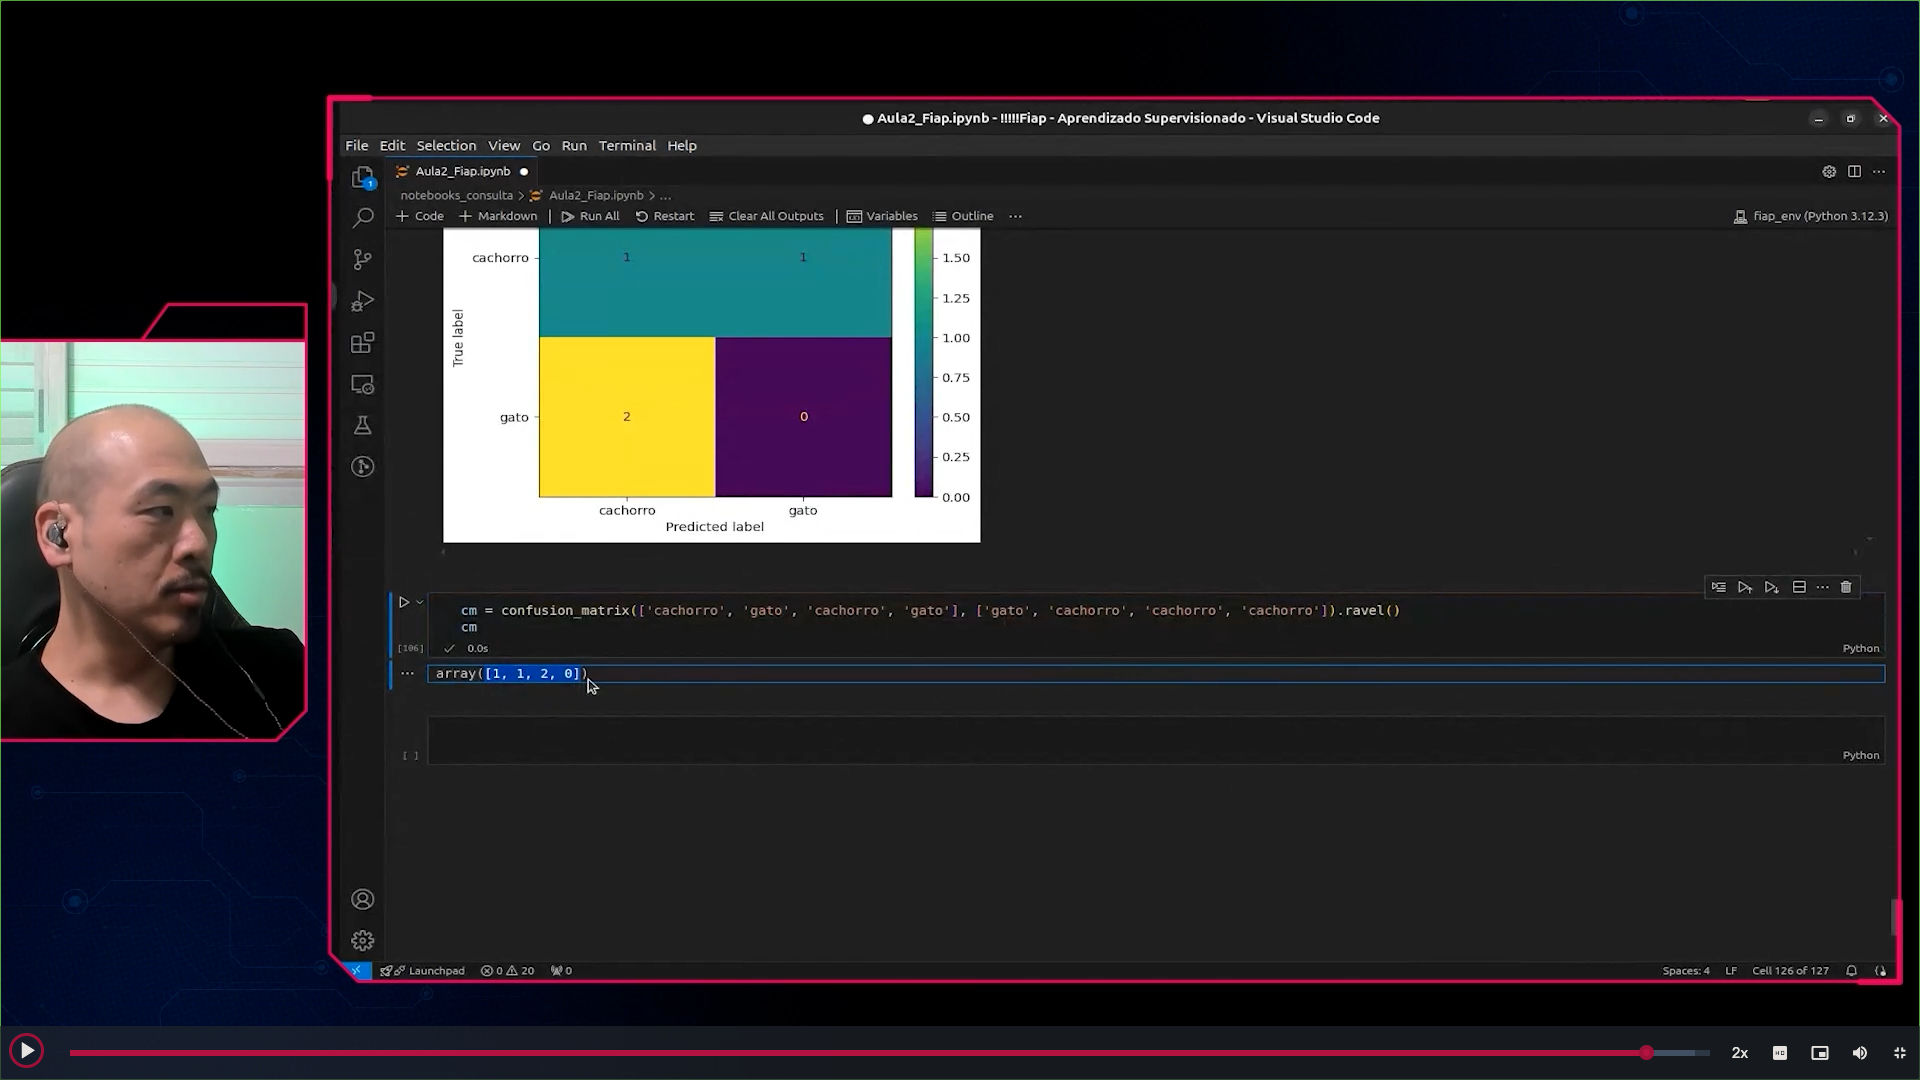 Aula2_Fiap.ipynb - !!!!!Fiap - Aprendizado Supervisionado - Visual Studio Code
File Edit Selection View Go Run Terminal Help
1
Aula2_Fiap.ipynb
notebooks_consulta > Aula2_Fiap.ipynb > ...
+ Code + Markdown | Run All Restart Clear All Outputs | Variables Outline ...
fiap_env (Python 3.12.3)
cachorro 1 1
gato 2 0
True label
cachorro gato
Predicted label
1.50
1.25
1.00
0.75
0.50
0.25
0.00
cm = confusion_matrix(['cachorro', 'gato', 'cachorro', 'gato'], ['gato', 'cachorro', 'cachorro', 'cachorro']).ravel()
cm
[106] 0.0s Python
array([1, 1, 2, 0])
[ ] Python
Launchpad 0 20 0
Spaces: 4 LF Cell 126 of 127
2x HD